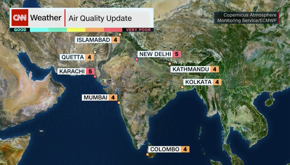 CNN Weather Air Quality Update
Copernicus Atmosphere
Monitoring Service/ECMWF
GOOD VERY POOR
ISLAMABAD 4
QUETTA 4
NEW DELHI 5
KARACHI 5
KATHMANDU 4
KOLKATA 4
MUMBAI 4
COLOMBO 4